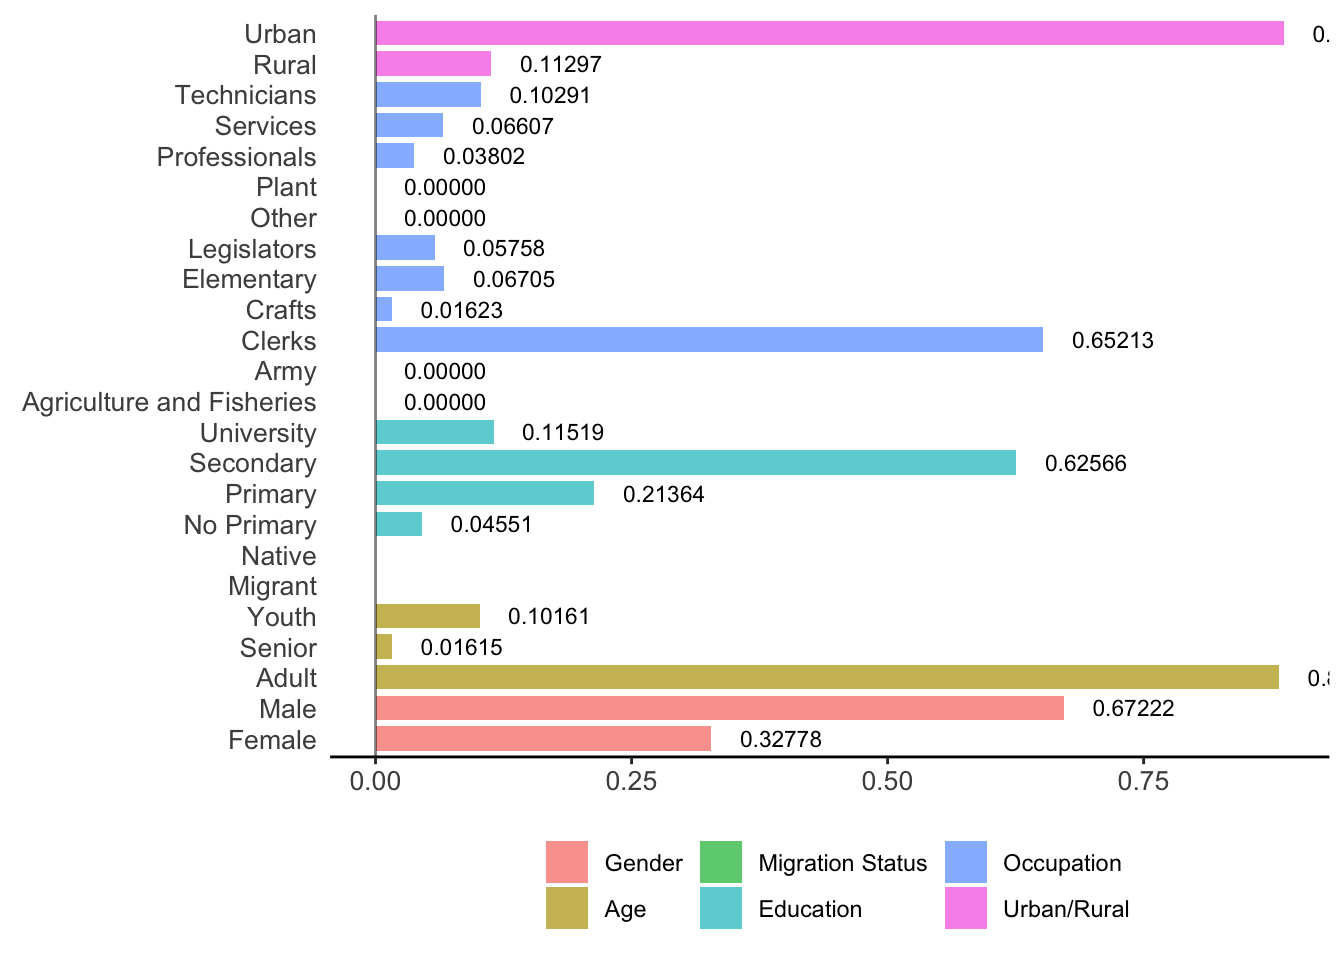 Urban 0.
Rural 0.11297
Technicians 0.10291
Services 0.06607
Professionals 0.03802
Plant 0.00000
Other 0.00000
Legislators 0.05758
Elementary 0.06705
Crafts 0.01623
Clerks 0.65213
Army 0.00000
Agriculture and Fisheries 0.00000
University 0.11519
Secondary 0.62566
Primary 0.21364
No Primary 0.04551
Native
Migrant
Youth 0.10161
Senior 0.01615
Adult 0.
Male 0.67222
Female 0.32778
0.00 0.25 0.50 0.75
Gender Migration Status Occupation
Age Education Urban/Rural